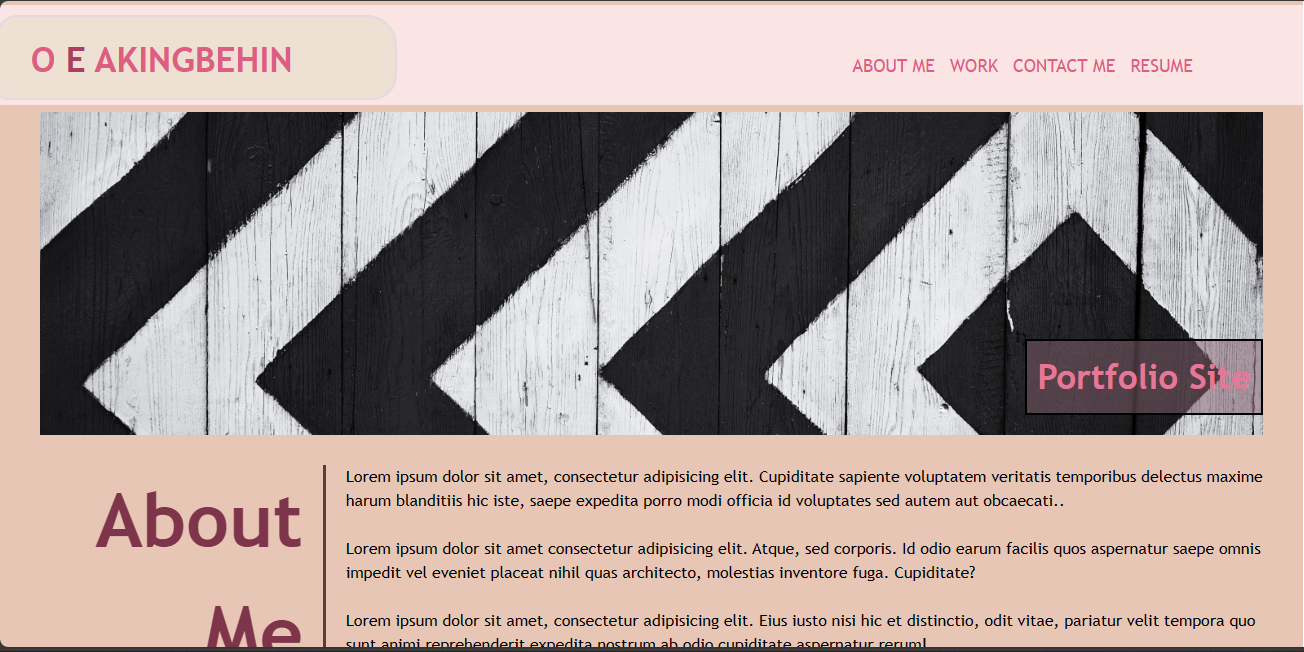 O E AKINGBEHIN
ABOUT ME WORK CONTACT ME RESUME
Portfolio Site
About
Me
Lorem ipsum dolor sit amet, consectetur adipisicing elit. Cupiditate sapiente voluptatem veritatis temporibus delectus maxime
harum blanditiis hic iste, saepe expedita porro modi officia id voluptates sed autem aut obcaecati..
Lorem ipsum dolor sit amet consectetur adipisicing elit. Atque, sed corporis. Id odio earum facilis quos aspernatur saepe omnis
impedit vel eveniet placeat nihil quas architecto, molestias inventore fuga. Cupiditate?
Lorem ipsum dolor sit amet, consectetur adipisicing elit. Eius iusto nisi hic et distinctio, odit vitae, pariatur velit tempora quo
sunt animi reprehenderit expedita nostrum ab odio cupiditate aspernatur rerum!